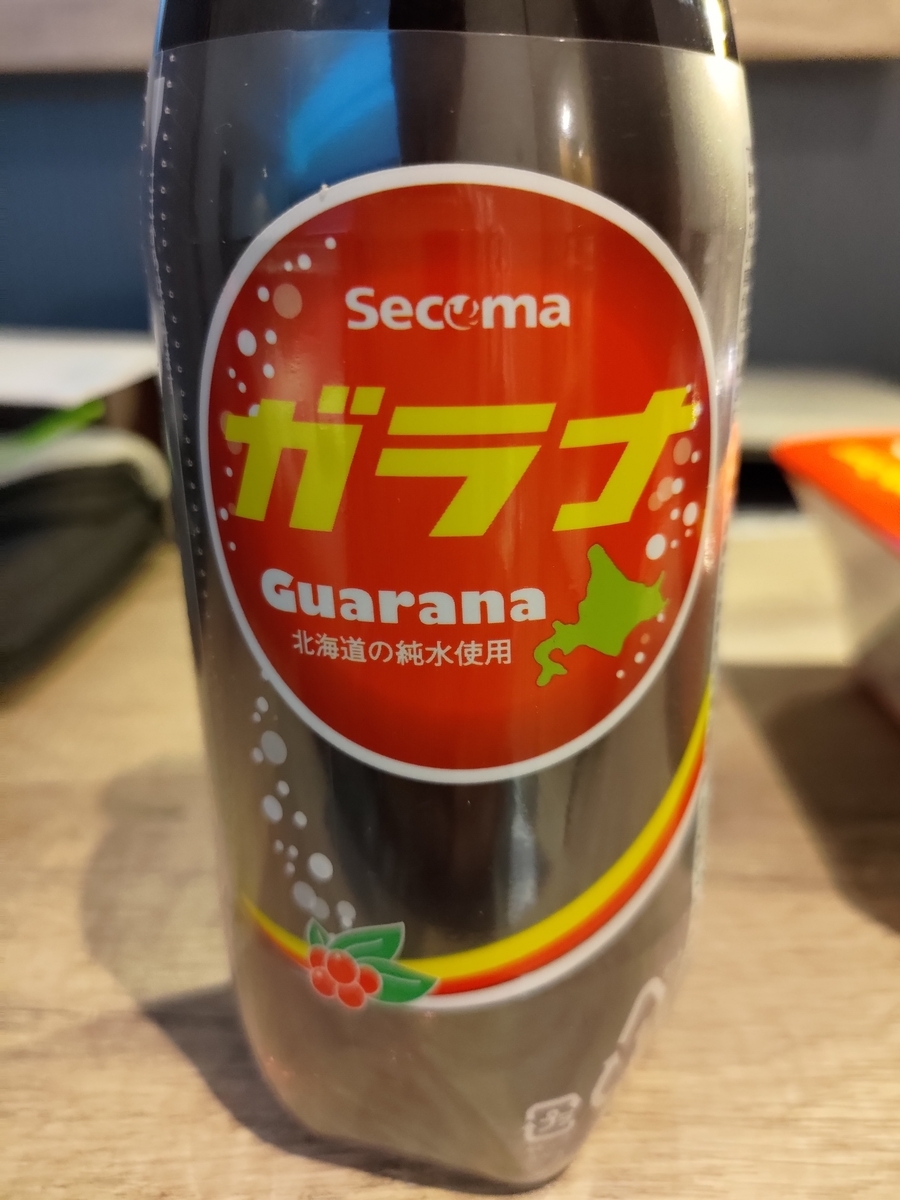 Secoma
ガラナ
Guarana
北海道の純水使用